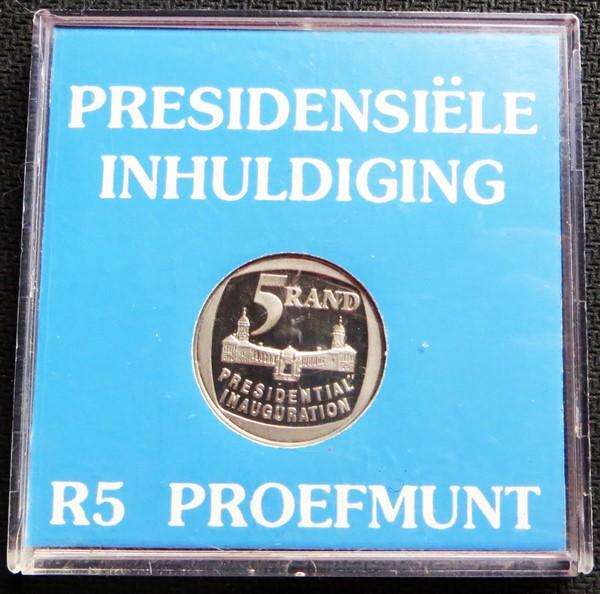 PRESIDENSIËLE
INHULDIGING
5 RAND
PRESIDENTIAL
INAUGURATION
R5 PROEFMUNT